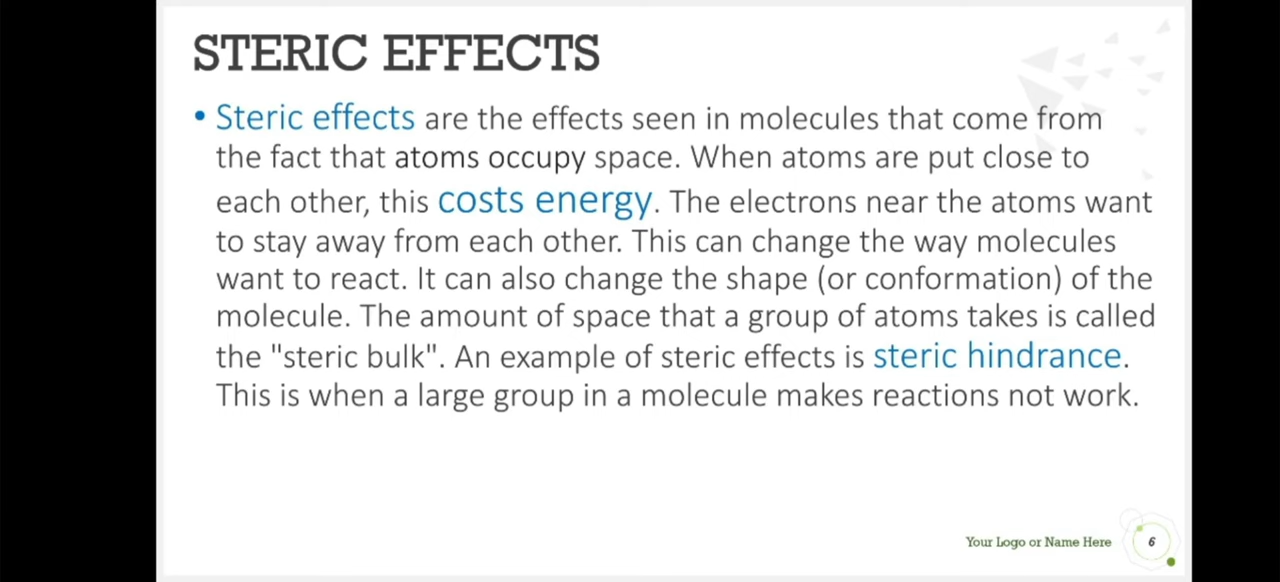 STERIC EFFECTS
• Steric effects are the effects seen in molecules that come from
the fact that atoms occupy space. When atoms are put close to
each other, this costs energy. The electrons near the atoms want
to stay away from each other. This can change the way molecules
want to react. It can also change the shape (or conformation) of the
molecule. The amount of space that a group of atoms takes is called
the "steric bulk". An example of steric effects is steric hindrance.
This is when a large group in a molecule makes reactions not work.
Your Logo or Name Here
6